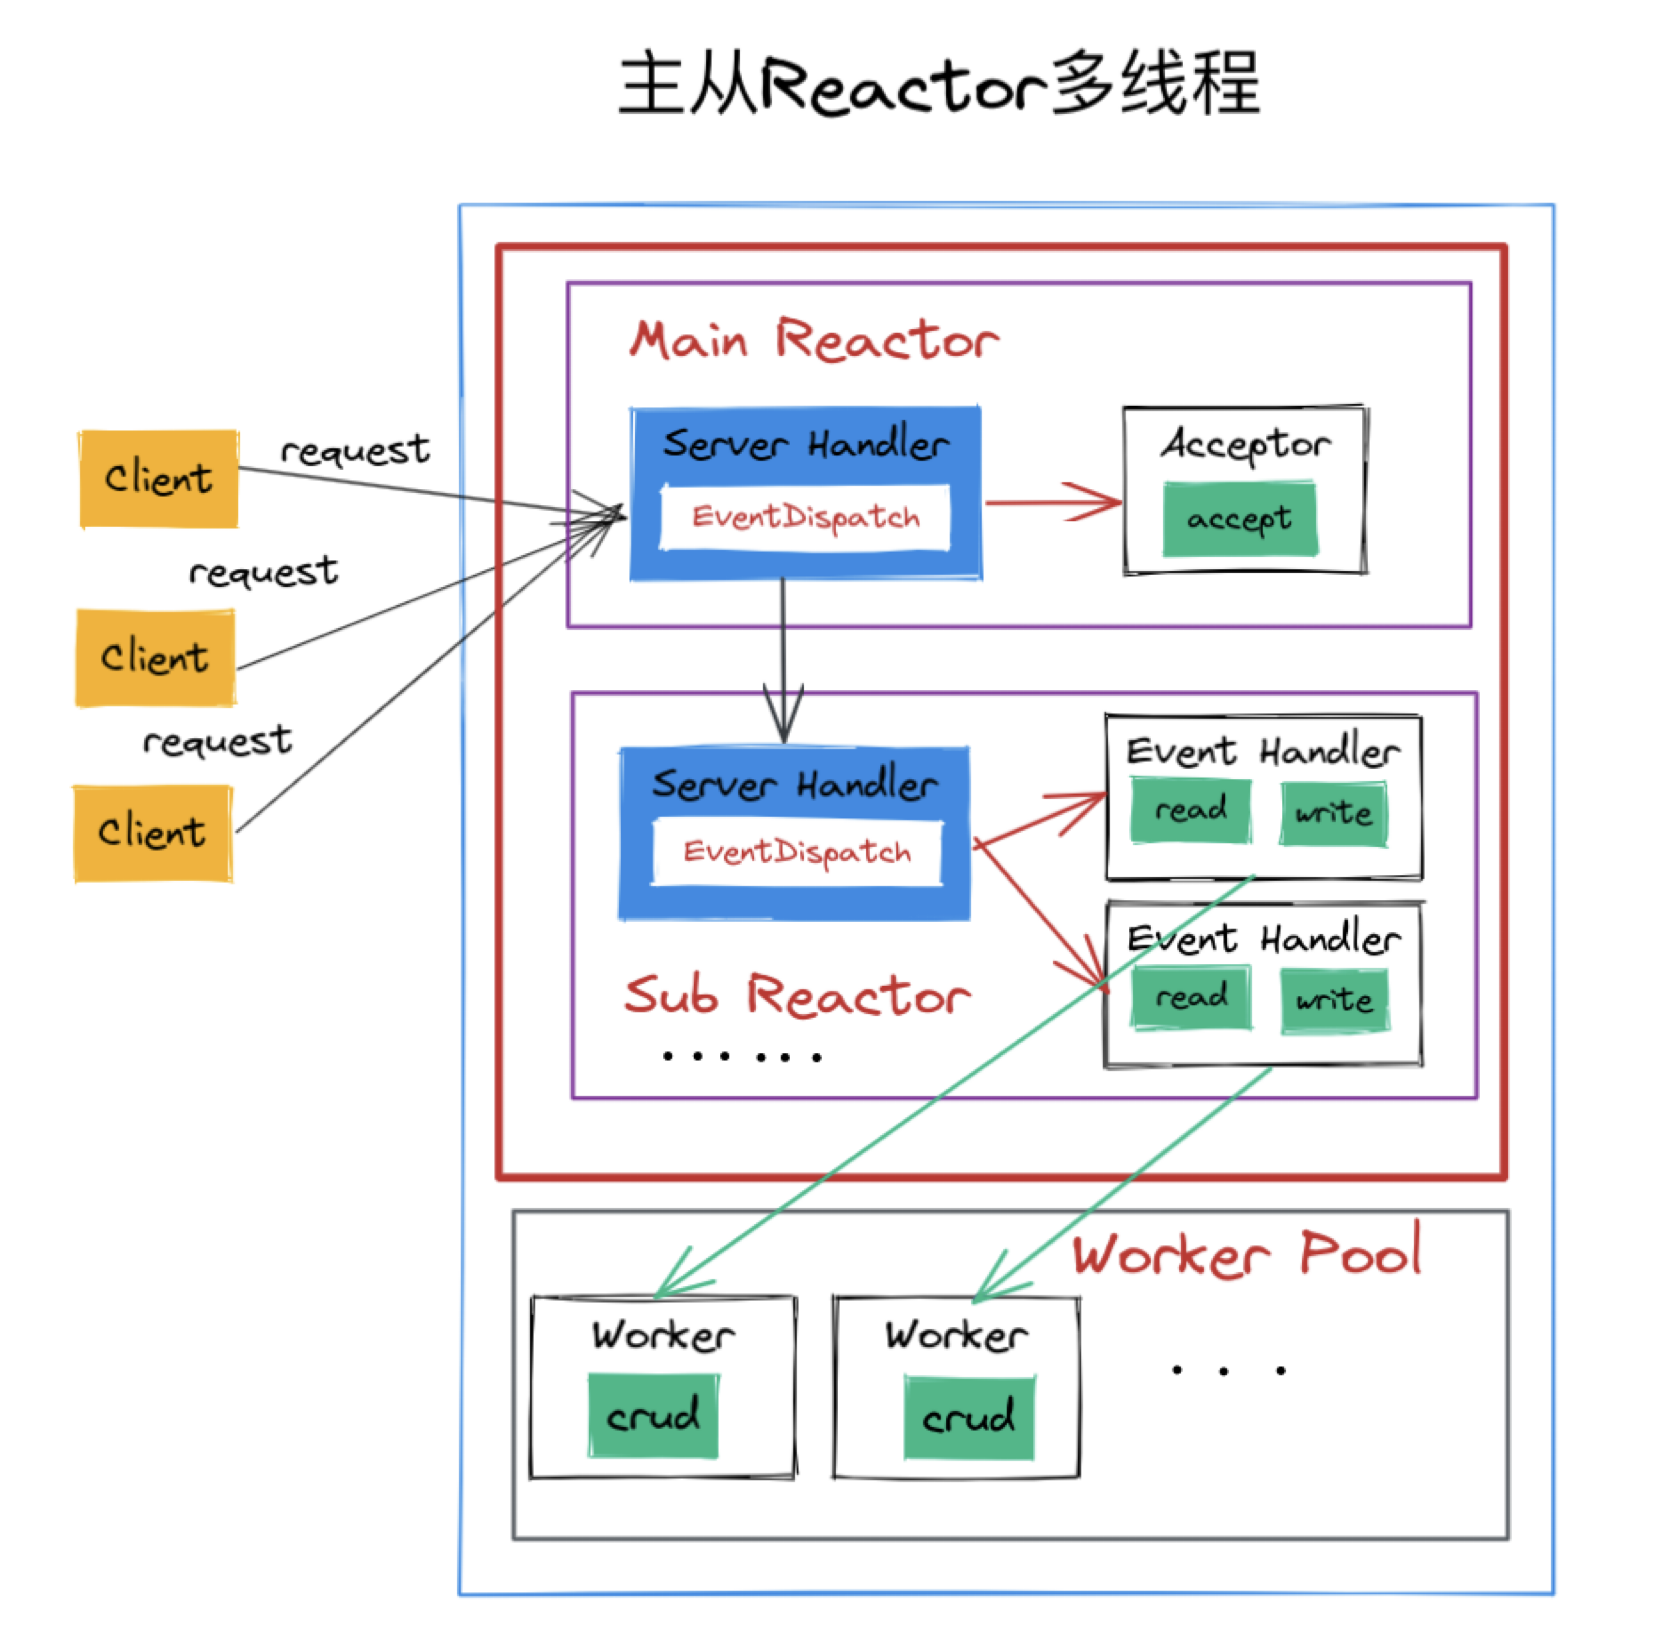 主从Reactor多线程
Main Reactor
Server Handler
EventDispatch
Acceptor
accept
Client
request
request
Client
request
Client
Server Handler
EventDispatch
Event Handler
read write
Event Handler
read write
Sub Reactor
......
Worker Pool
Worker
crud
Worker
crud
. . .